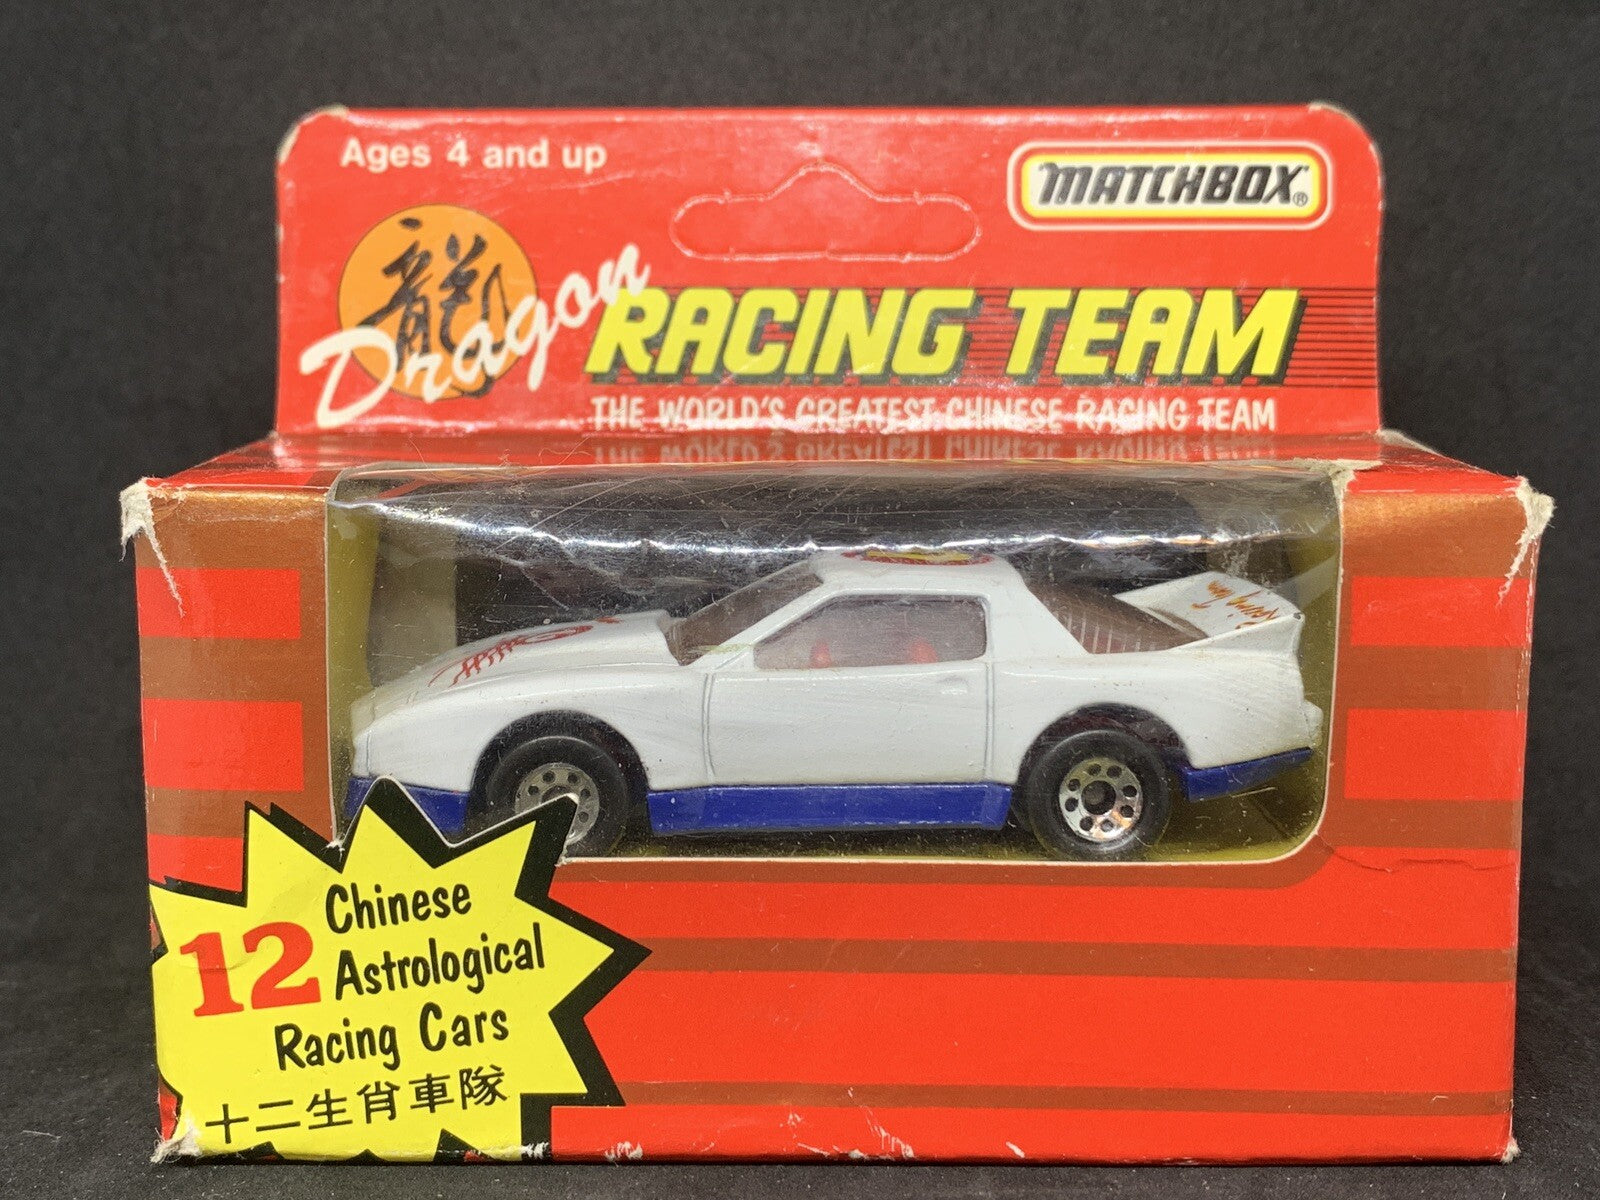 Ages 4 and up
MATCHBOX®
龍
Dragon
RACING TEAM
THE WORLD'S GREATEST CHINESE RACING TEAM
12 Chinese
Astrological
Racing Cars
十二生肖車隊